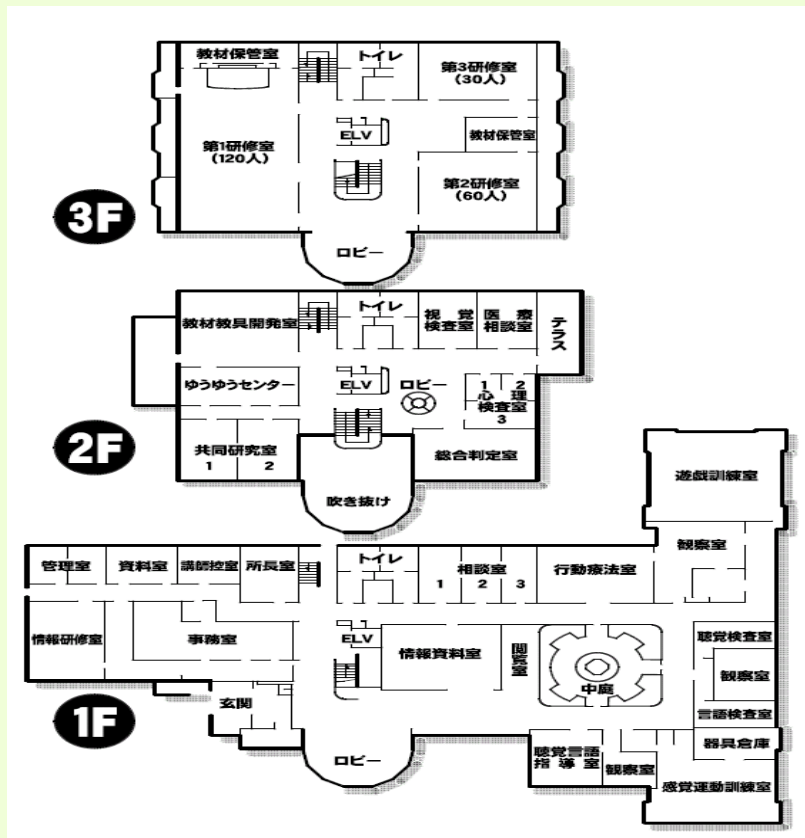 教材保管室
トイレ
第3研修室
(30人)
ELV
教材保管室
第1研修室
(120人)
第2研修室
(60人)
3F
ロビー
教材教具開発室
トイレ
視覚
検査室
医療
相談室
テラス
ゆうゆうセンター
ELV
ロビー
1 2
心理
検査室
3
2F
共同研究室
1 2
総合判定室
吹き抜け
遊戯訓練室
観察室
管理室
資料室
講師控室
所長室
トイレ
相談室
1 2 3
行動療法室
情報研修室
事務室
ELV
情報資料室
閲覧室
中庭
聴覚検査室
観察室
言語検査室
1F
玄関
ロビー
聴覚言語
指導室
観察室
器具倉庫
感覚運動訓練室